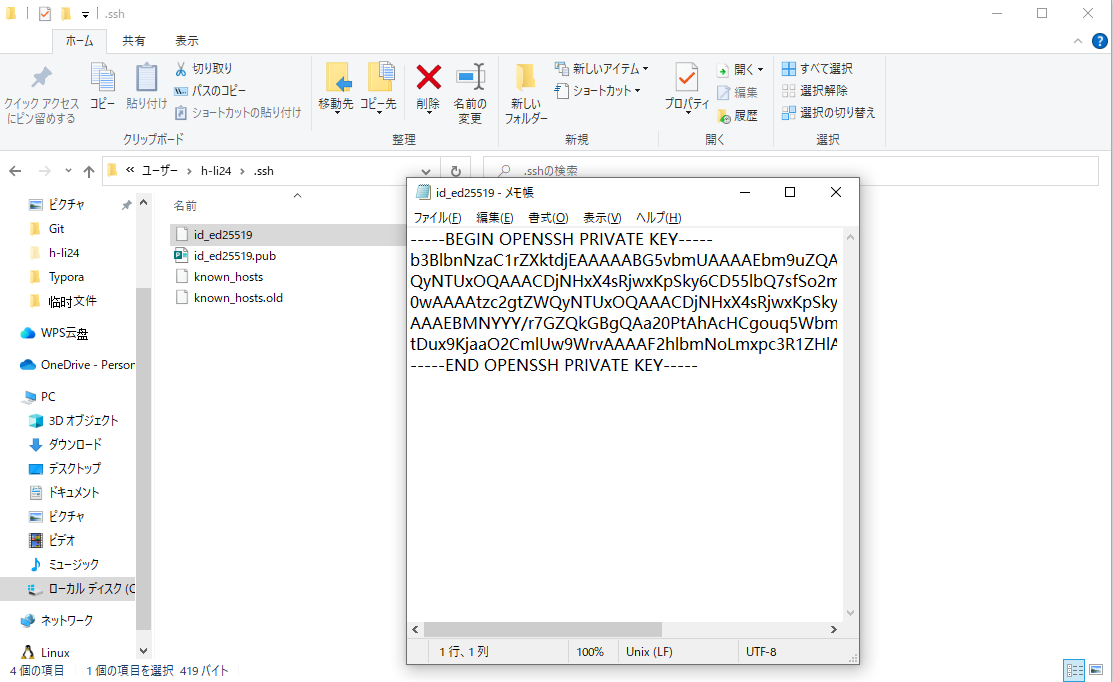 .ssh
ホーム 共有 表示
クイック アクセス
にピン留めする
コピー
貼り付け
切り取り
パスのコピー
ショートカットの貼り付け
クリップボード
移動先
コピー先
削除
名前の
変更
整理
新しい
フォルダー
新しいアイテム
ショートカット
新規
プロパティ
開く
編集
履歴
開く
すべて選択
選択解除
選択の切り替え
選択
« ユーザー › h-li24 › .ssh
.sshの検索
ピクチャ
Git
h-li24
Typora
临时文件
WPS云盘
OneDrive - Person
PC
3D オブジェクト
ダウンロード
デスクトップ
ドキュメント
ピクチャ
ビデオ
ミュージック
ローカル ディスク (C
ネットワーク
Linux
名前
id_ed25519
id_ed25519.pub
known_hosts
known_hosts.old
id_ed25519 - メモ帳
ファイル(F) 編集(E) 書式(O) 表示(V) ヘルプ(H)
-----BEGIN OPENSSH PRIVATE KEY-----
b3BlbnNzaC1rZXktdjEAAAAABG5vbmUAAAAEbm9uZQA
QyNTUxOQAAACDjNHxX4sRjwxKpSky6CD55lbQ7sfSo2m
0wAAAAtzc2gtZWQyNTUxOQAAACDjNHxX4sRjwxKpSky
AAAEBMNYYY/r7GZQkGBgQAa20PtAhAcHCgouq5Wbm
tDux9KjaaO2CmlUw9WrvAAAAF2hlbmNoLmxpc3R1ZHlA
-----END OPENSSH PRIVATE KEY-----
1 行、1 列 100% Unix (LF) UTF-8
4 個の項目 1 個の項目を選択 419 バイト